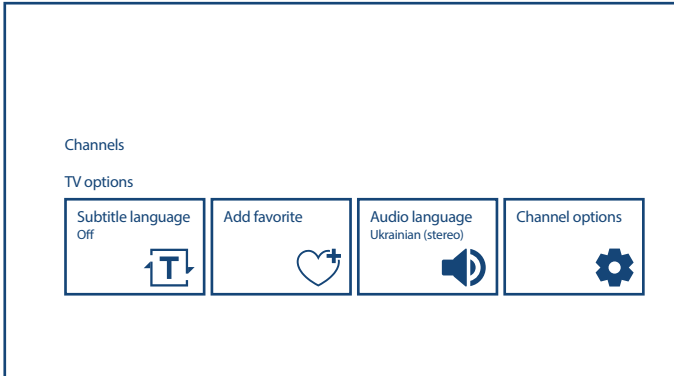 Channels
TV options
Subtitle language
Off
T
Add favorite
Audio language
Ukrainian (stereo)
Channel options